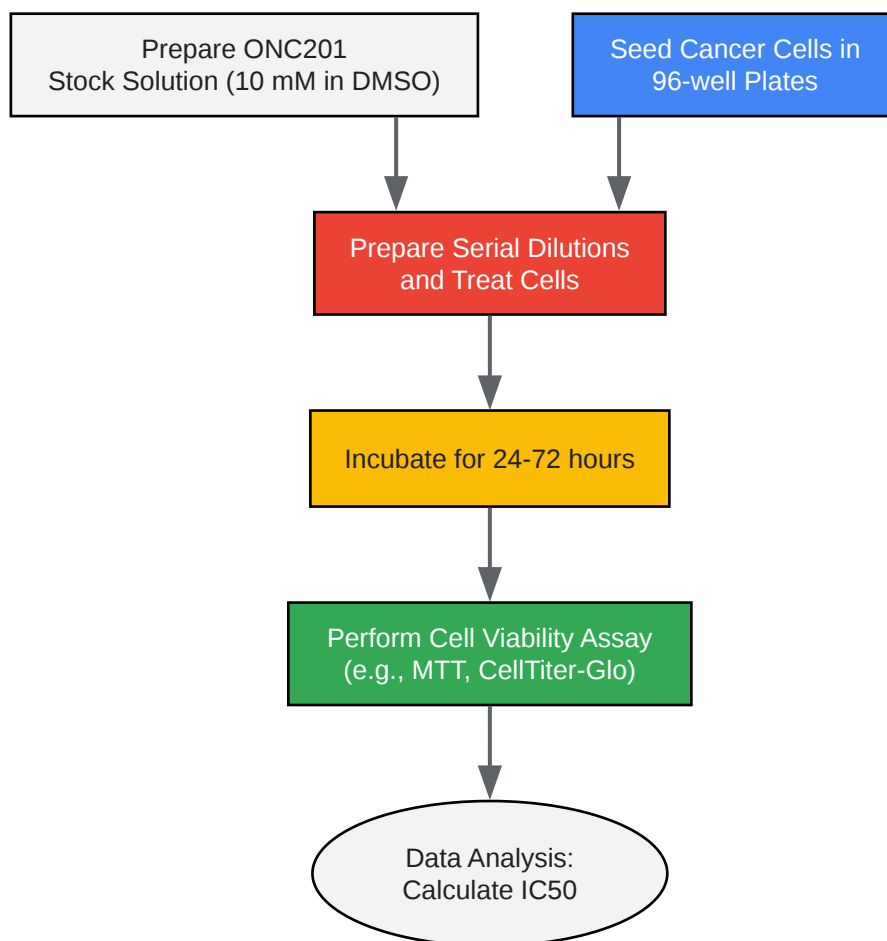 Prepare ONC201
Stock Solution (10 mM in DMSO)
Seed Cancer Cells in
96-well Plates
Prepare Serial Dilutions
and Treat Cells
Incubate for 24-72 hours
Perform Cell Viability Assay
(e.g., MTT, CellTiter-Glo)
Data Analysis:
Calculate IC50